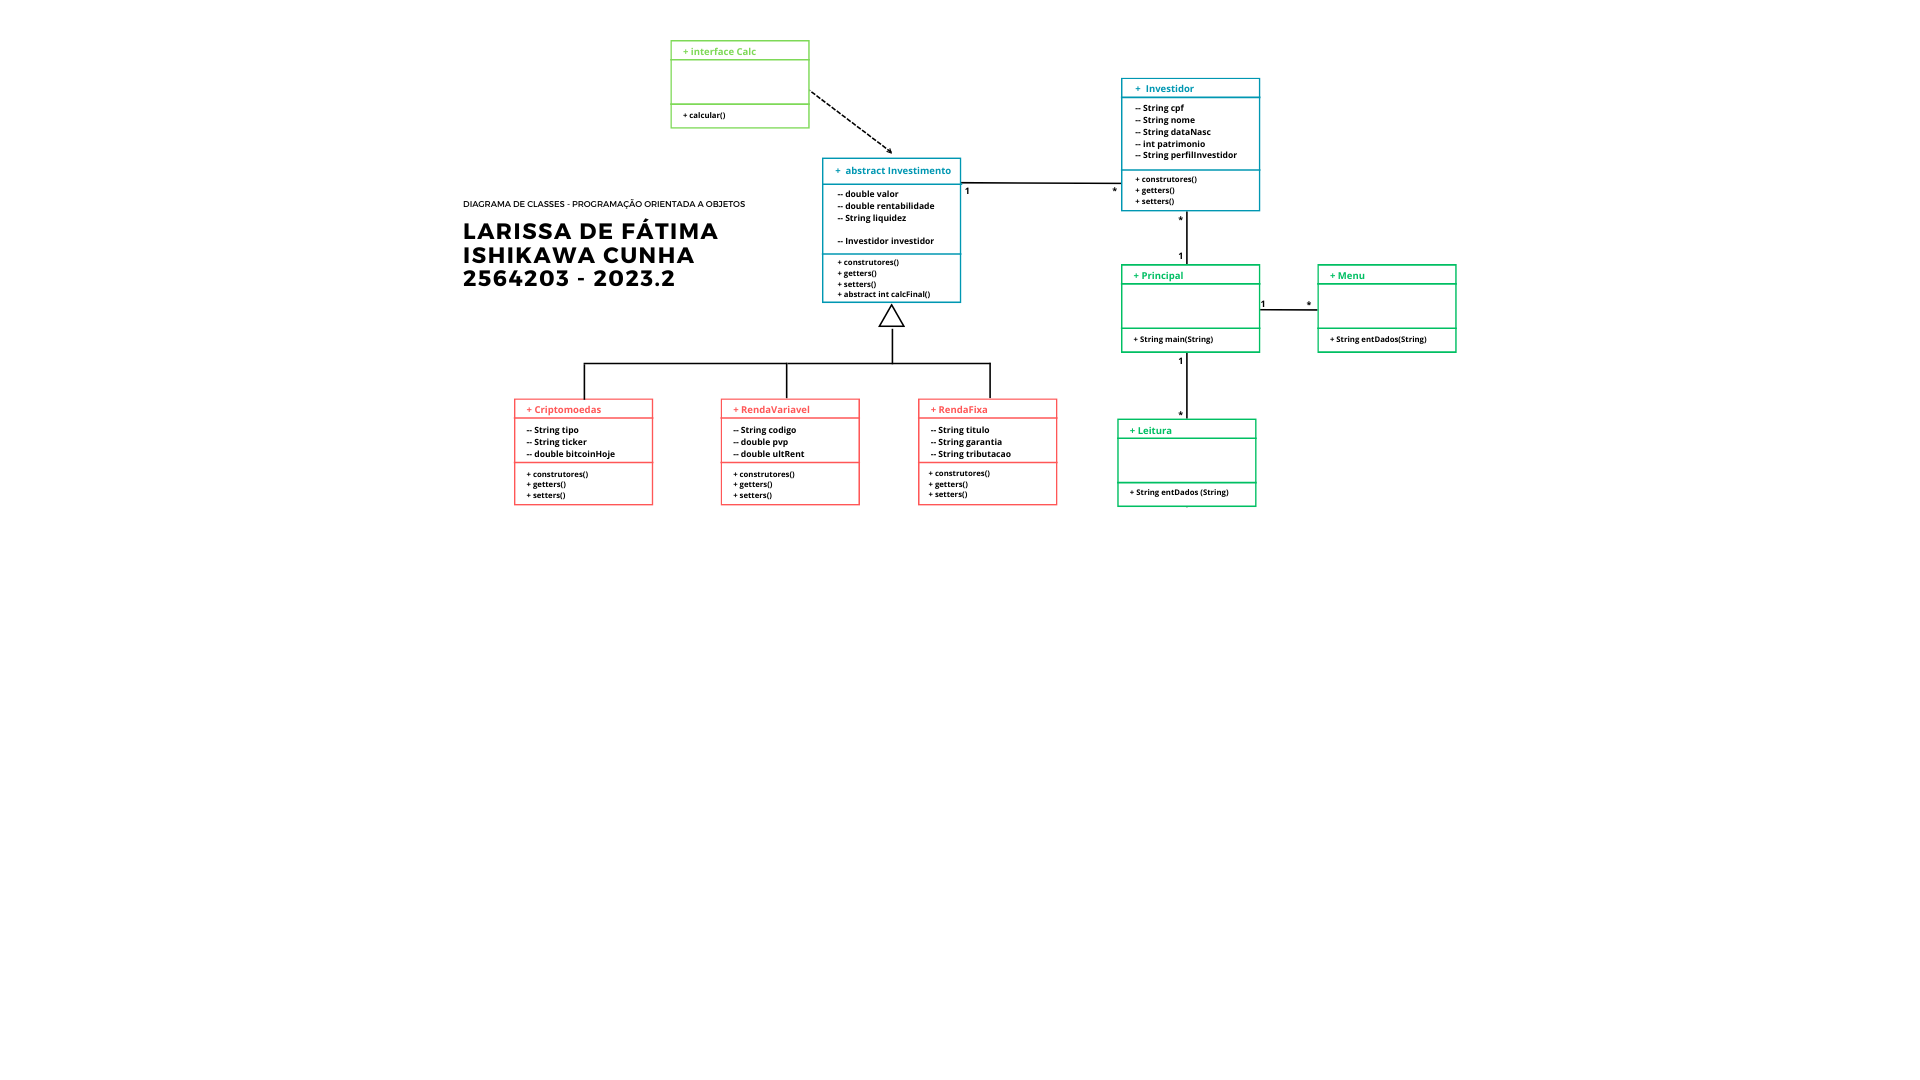 + interface Calc
+ calcular()
+ Investidor
-- String cpf
-- String nome
-- String dataNasc
-- int patrimonio
-- String perfilInvestidor
+ construtores()
+ getters()
+ setters()
+ abstract Investimento
-- double valor
-- double rentabilidade
-- String liquidez
-- Investidor investidor
+ construtores()
+ getters()
+ setters()
+ abstract int calcFinal()
1
*
DIAGRAMA DE CLASSES - PROGRAMAÇÃO ORIENTADA A OBJETOS
LARISSA DE FÁTIMA
ISHIKAWA CUNHA
2564203 - 2023.2
*
1
+ Principal
+ String main(String)
1
*
+ Menu
+ String entDados(String)
1
*
+ Criptomoedas
-- String tipo
-- String ticker
-- double bitcoinHoje
+ construtores()
+ getters()
+ setters()
+ RendaVariavel
-- String codigo
-- double pvp
-- double ultRent
+ construtores()
+ getters()
+ setters()
+ RendaFixa
-- String titulo
-- String garantia
-- String tributacao
+ construtores()
+ getters()
+ setters()
+ Leitura
+ String entDados (String)